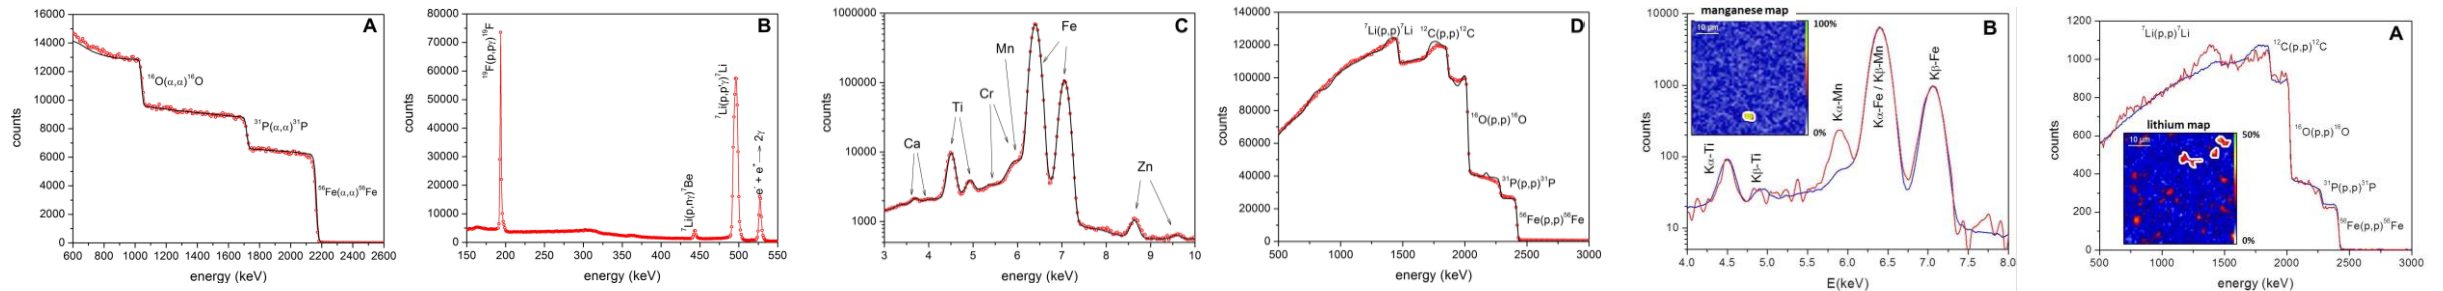 A
counts
16000
14000
12000
10000
8000
6000
4000
2000
0
¹⁶O(α,α)¹⁶O
³¹P(α,α)³¹P
⁵⁶Fe(α,α)⁵⁶Fe
600 800 1000 1200 1400 1600 1800 2000 2200 2400 2600
energy (keV)
B
counts
80000
70000
60000
50000
40000
30000
20000
10000
0
¹⁹F(p,pγ)¹⁹F
⁷Li(p,nγ)⁷Be
⁷Li(p,pγ)⁷Li
e⁻ + e⁺ → 2γ
150 200 250 300 350 400 450 500 550
energy (keV)
C
counts
1000000
100000
10000
1000
Ca
Ti
Cr
Mn
Fe
Zn
3 4 5 6 7 8 9 10
energy (keV)
D
counts
140000
120000
100000
80000
60000
40000
20000
0
⁷Li(p,p)⁷Li
¹²C(p,p)¹²C
¹⁶O(p,p)¹⁶O
³¹P(p,p)³¹P
⁵⁶Fe(p,p)⁵⁶Fe
500 1000 1500 2000 2500 3000
energy (keV)
B
counts
10000
1000
100
10
manganese map
10 µm
100%
0%
Kα-Ti
Kβ-Ti
Kα-Mn
Kα-Fe / Kβ-Mn
Kβ-Fe
4.0 4.5 5.0 5.5 6.0 6.5 7.0 7.5 8.0
E(keV)
A
counts
1200
1000
800
600
400
200
0
⁷Li(p,p)⁷Li
¹²C(p,p)¹²C
lithium map
10 µm
50%
0%
¹⁶O(p,p)¹⁶O
³¹P(p,p)³¹P
⁵⁶Fe(p,p)⁵⁶Fe
500 1000 1500 2000 2500 3000
energy (keV)